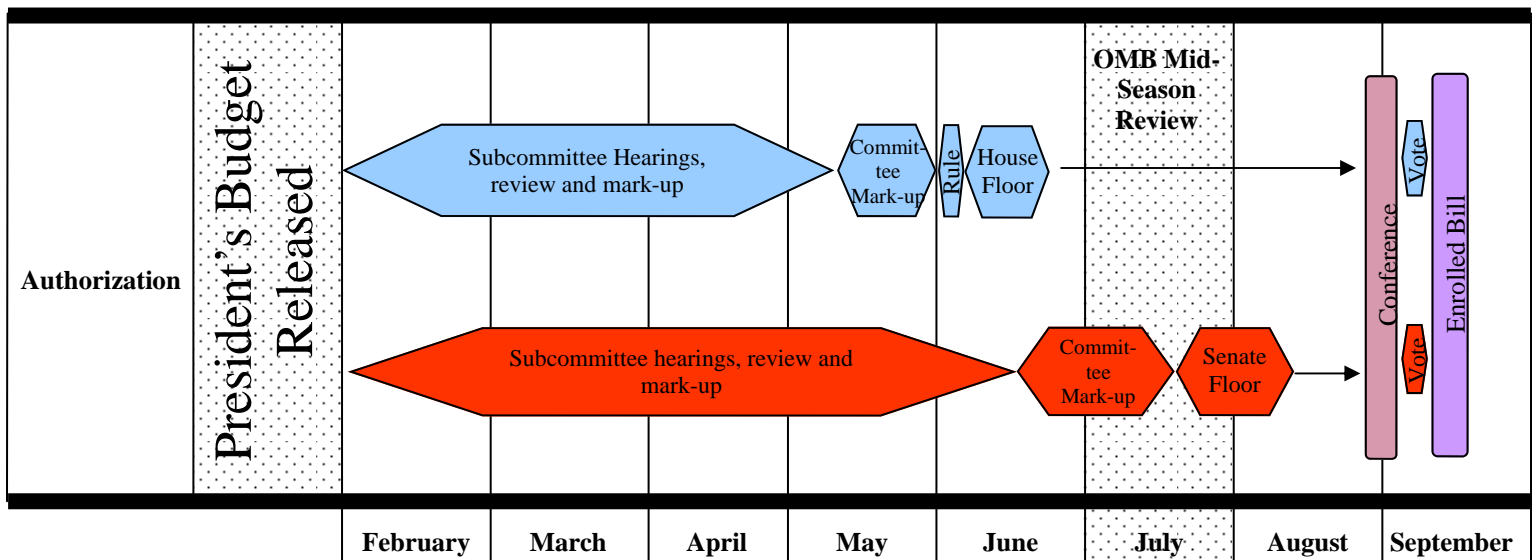 Authorization
President's Budget
Released
Subcommittee Hearings,
review and mark-up
Commit-
tee
Mark-up
Rule
House
Floor
OMB Mid-
Season
Review
Subcommittee hearings, review and
mark-up
Commit-
tee
Mark-up
Senate
Floor
Conference
Vote
Vote
Enrolled Bill
February
March
April
May
June
July
August
September